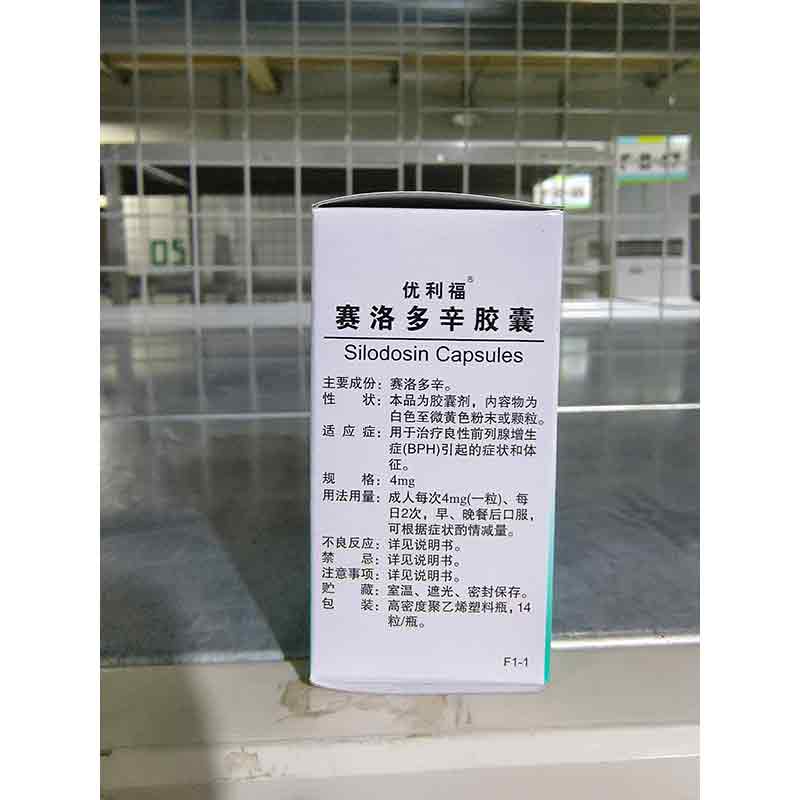 05
优利福®
赛洛多辛胶囊
Silodosin Capsules
主要成份：赛洛多辛。
性　　状：本品为胶囊剂，内容物为
白色至微黄色粉末或颗粒。
适 应 症：用于治疗良性前列腺增生
症(BPH)引起的症状和体
征。
规　　格：4mg
用法用量：成人每次4mg(一粒)、每
日2次，早、晚餐后口服，
可根据症状酌情减量。
不良反应：详见说明书。
禁　　忌：详见说明书。
注意事项：详见说明书。
贮　　藏：室温、遮光、密封保存。
包　　装：高密度聚乙烯塑料瓶，14
粒/瓶。
F1-1